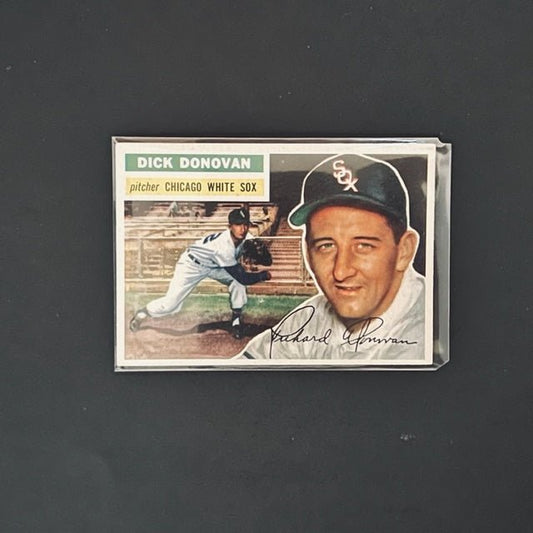 DICK DONOVAN
pitcher CHICAGO WHITE SOX
SOX
Richard E Donovan